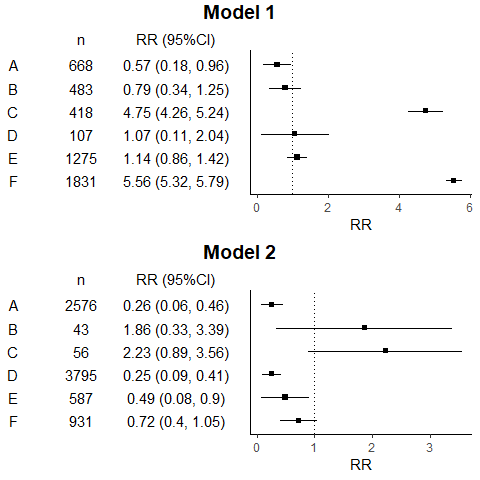 Model 1
n RR (95%CI)
A 668 0.57 (0.18, 0.96)
B 483 0.79 (0.34, 1.25)
C 418 4.75 (4.26, 5.24)
D 107 1.07 (0.11, 2.04)
E 1275 1.14 (0.86, 1.42)
F 1831 5.56 (5.32, 5.79)
0 2 4 6
RR
Model 2
n RR (95%CI)
A 2576 0.26 (0.06, 0.46)
B 43 1.86 (0.33, 3.39)
C 56 2.23 (0.89, 3.56)
D 3795 0.25 (0.09, 0.41)
E 587 0.49 (0.08, 0.9)
F 931 0.72 (0.4, 1.05)
0 1 2 3
RR